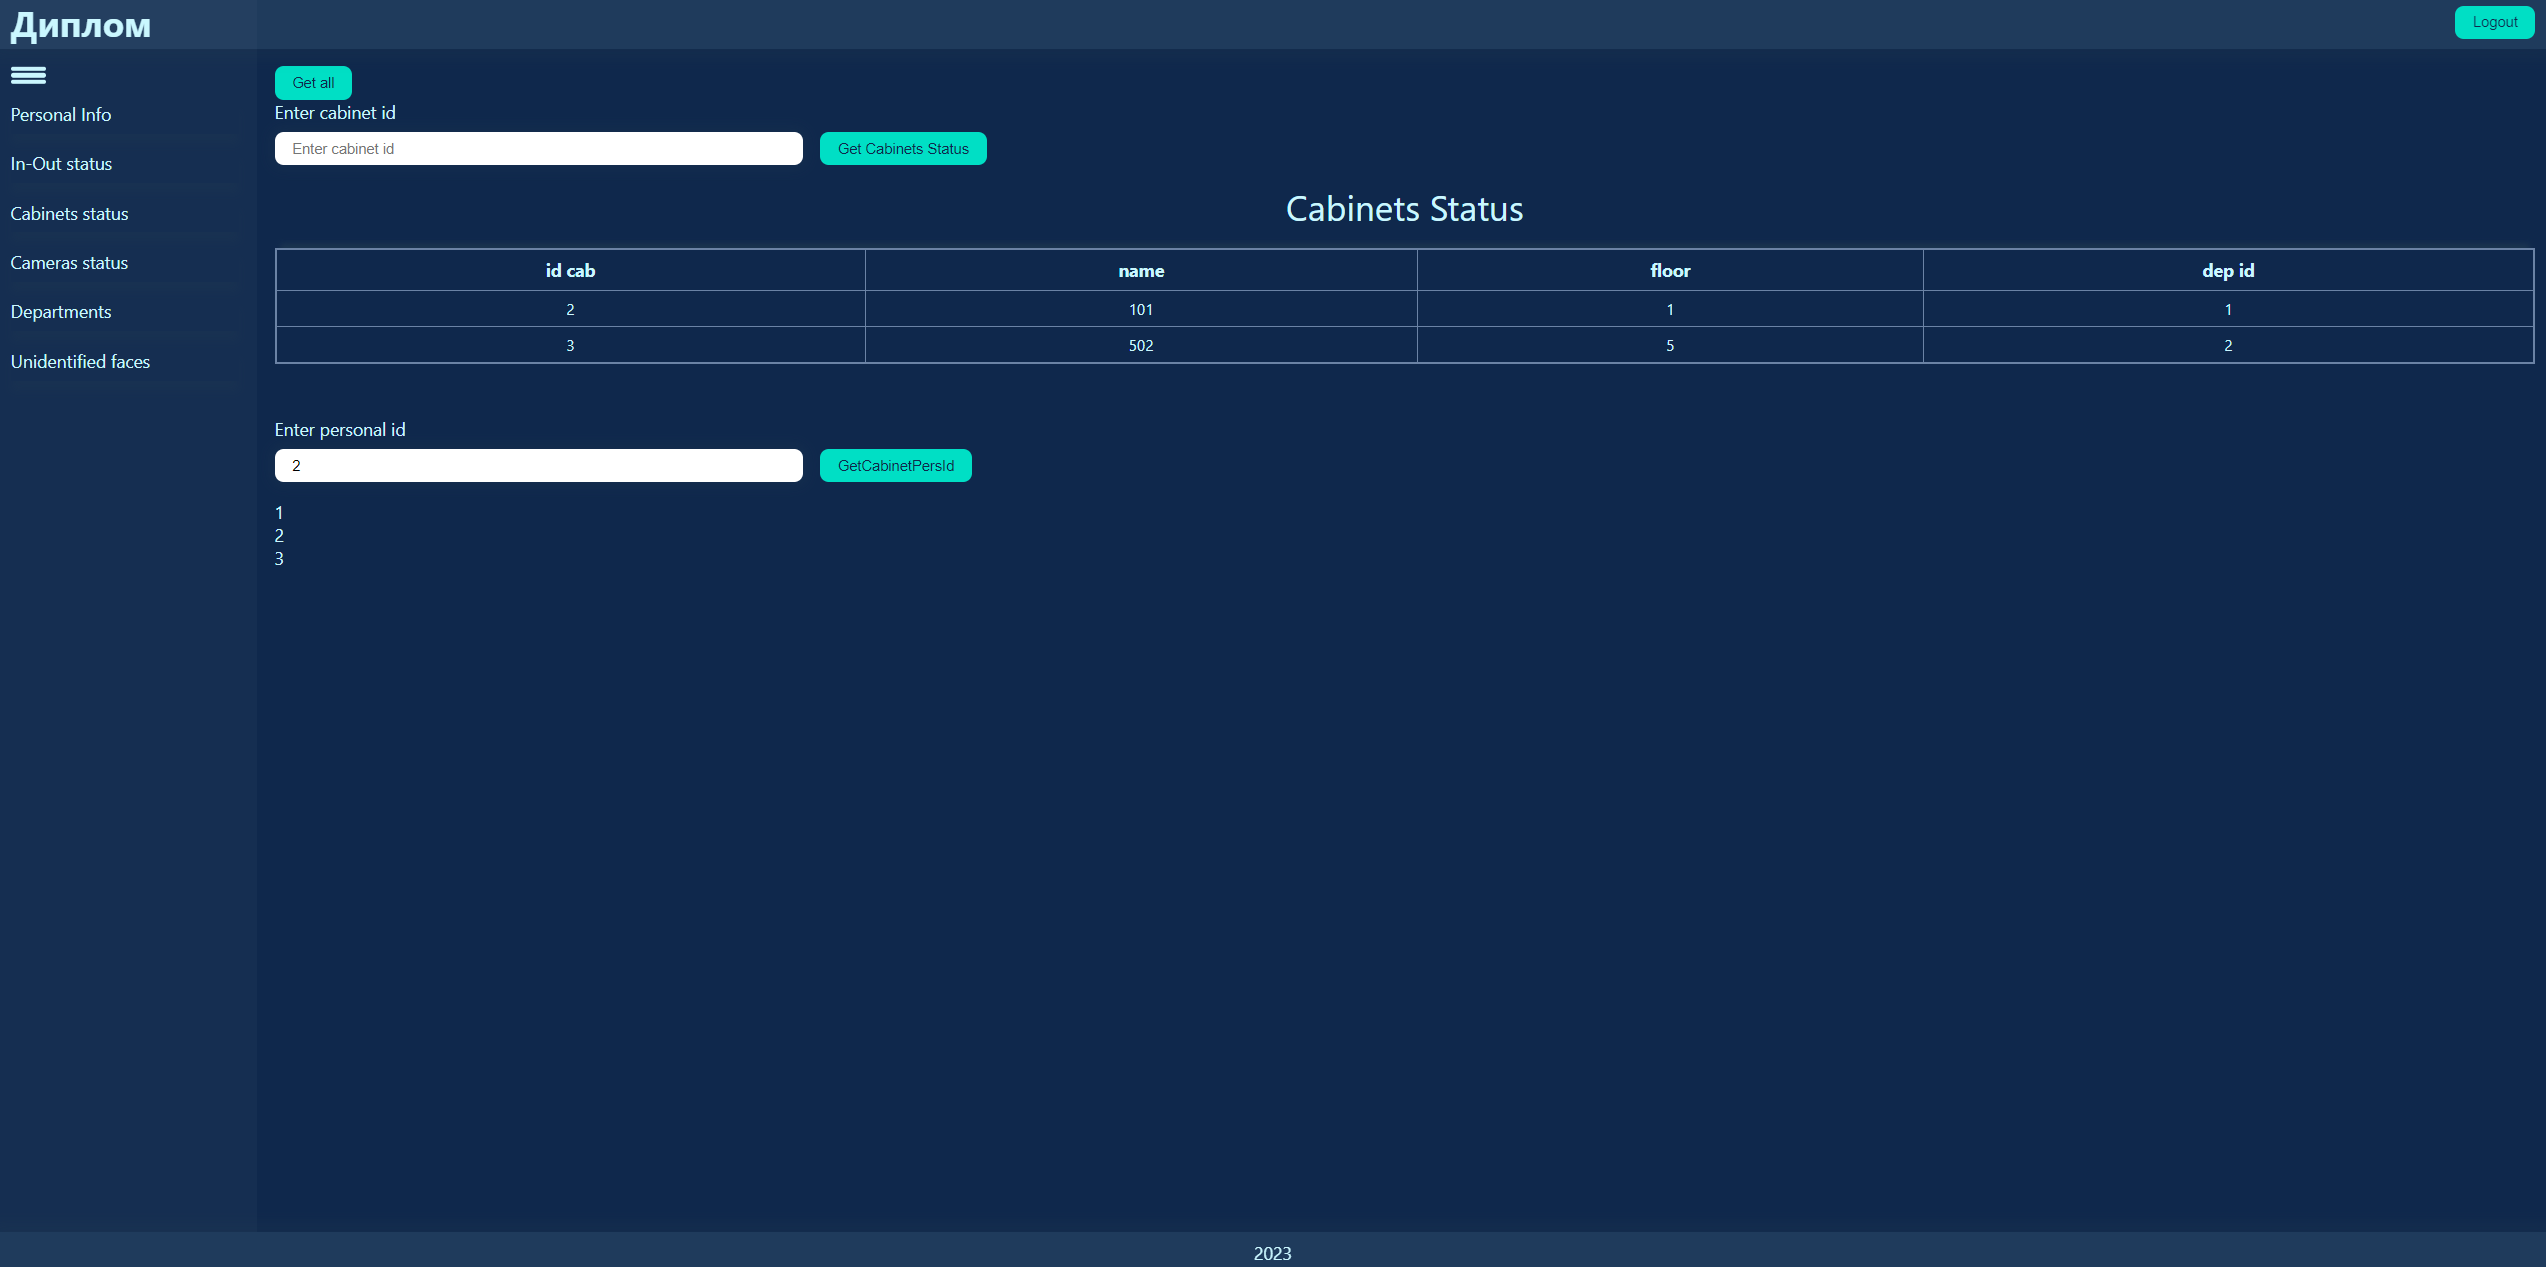 Диплом
Logout
Personal Info
In-Out status
Cabinets status
Cameras status
Departments
Unidentified faces
Get all
Enter cabinet id
Enter cabinet id Get Cabinets Status
Cabinets Status
id cab name floor dep id
2 101 1 1
3 502 5 2
Enter personal id
2 GetCabinetPersId
1
2
3
2023